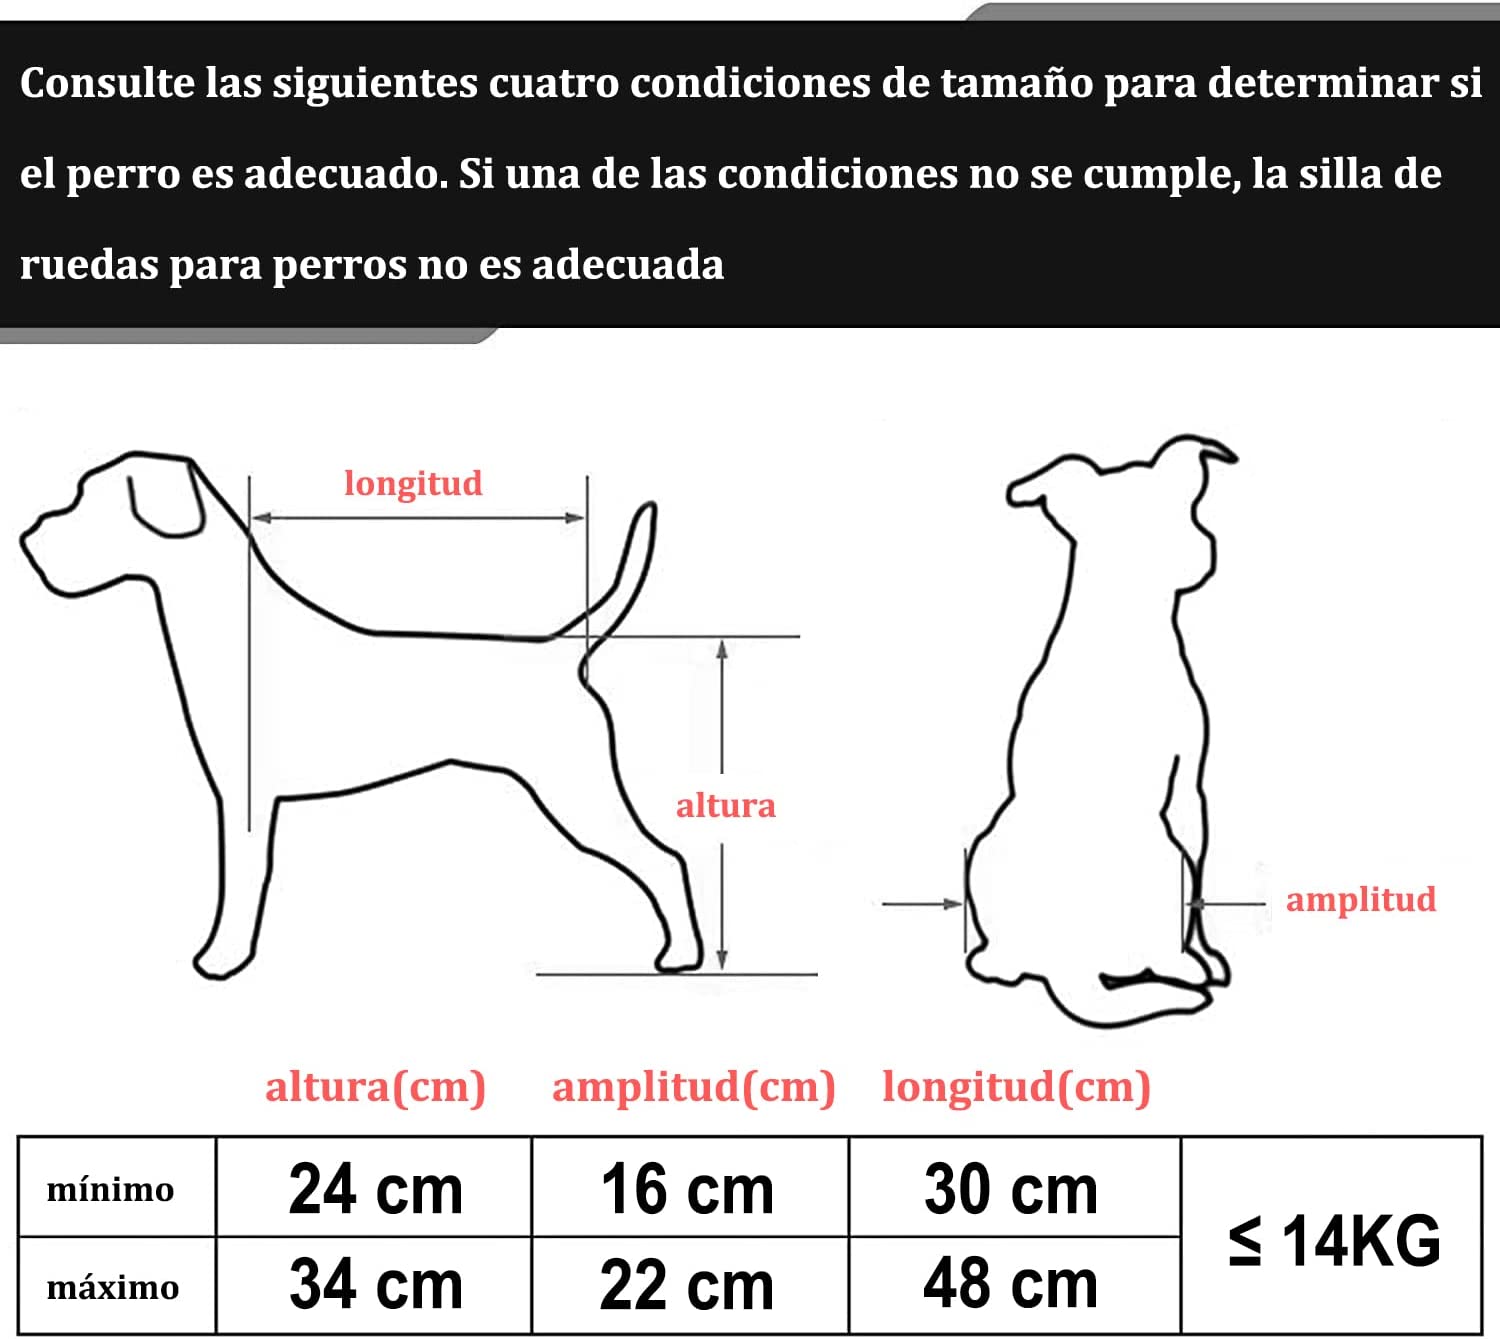 Consulte las siguientes cuatro condiciones de tamaño para determinar si
el perro es adecuado. Si una de las condiciones no se cumple, la silla de
ruedas para perros no es adecuada
longitud
altura
amplitud
altura(cm) amplitud(cm) longitud(cm)
mínimo 24 cm 16 cm 30 cm
≤ 14KG
máximo 34 cm 22 cm 48 cm